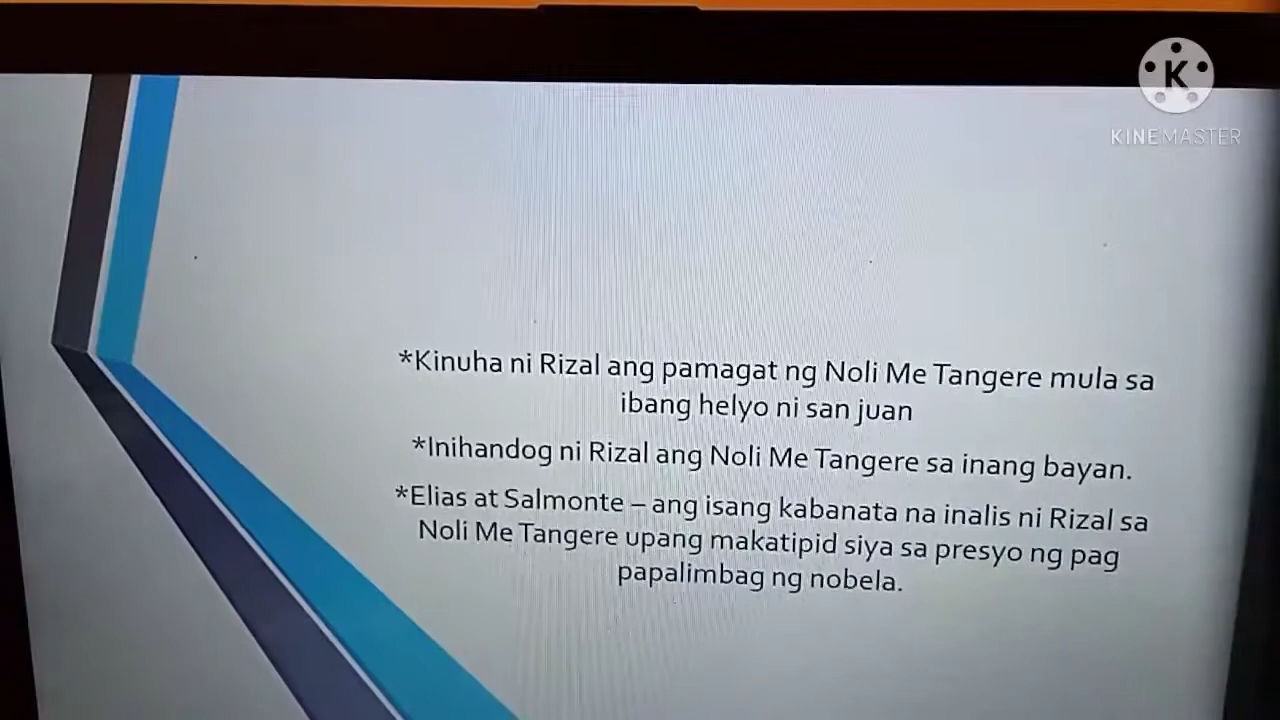 KINEMASTER
*Kinuha ni Rizal ang pamagat ng Noli Me Tangere mula sa
ibang helyo ni san juan
*Inihandog ni Rizal ang Noli Me Tangere sa inang bayan.
*Elias at Salmonte – ang isang kabanata na inalis ni Rizal sa
Noli Me Tangere upang makatipid siya sa presyo ng pag
papalimbag ng nobela.